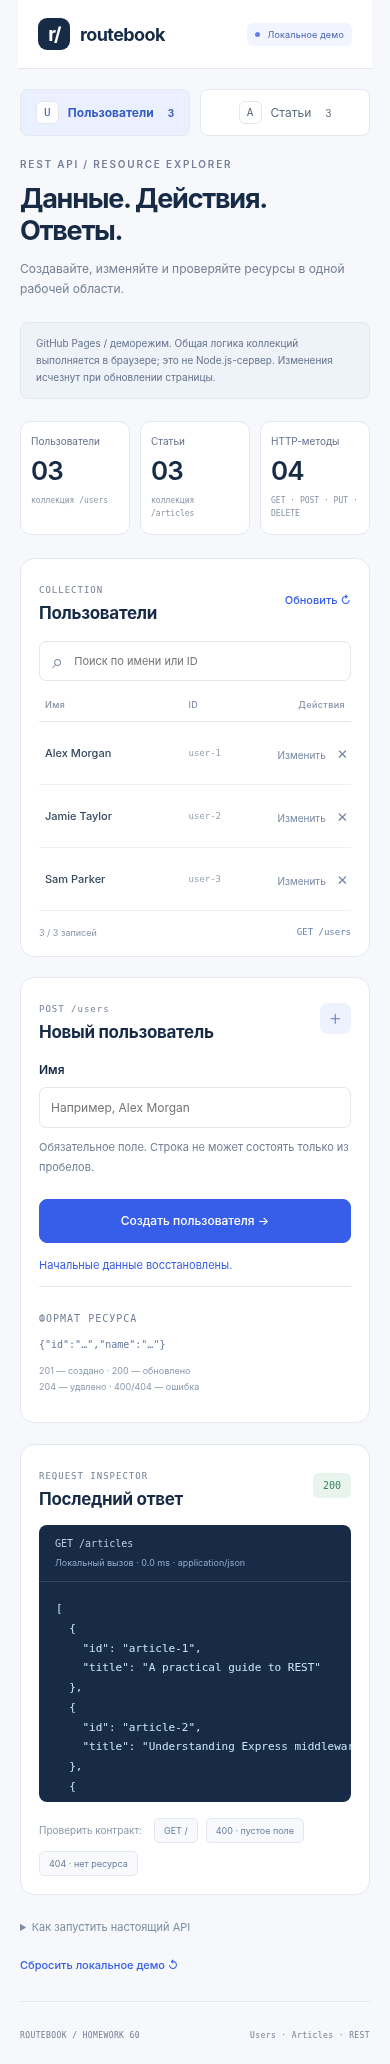 r/ routebook
Локальное демо
U Пользователи 3
A Статьи 3
REST API / RESOURCE EXPLORER
Данные. Действия.
Ответы.
Создавайте, изменяйте и проверяйте ресурсы в одной
рабочей области.
GitHub Pages / деморежим. Общая логика коллекций
выполняется в браузере; это не Node.js-сервер. Изменения
исчезнут при обновлении страницы.
Пользователи
03
коллекция /users
Статьи
03
коллекция
/articles
HTTP-методы
04
GET · POST · PUT ·
DELETE
COLLECTION
Пользователи
Обновить ↻
Поиск по имени или ID
Имя ID Действия
Alex Morgan user-1 Изменить ✕
Jamie Taylor user-2 Изменить ✕
Sam Parker user-3 Изменить ✕
3 / 3 записей GET /users
POST /users
Новый пользователь
+
Имя
Например, Alex Morgan
Обязательное поле. Строка не может состоять только из
пробелов.
Создать пользователя →
Начальные данные восстановлены.
ФОРМАТ РЕСУРСА
{"id":"…","name":"…"}
201 — создано · 200 — обновлено
204 — удалено · 400/404 — ошибка
REQUEST INSPECTOR
Последний ответ
200
GET /articles
Локальный вызов · 0.0 ms · application/json
[
{
"id": "article-1",
"title": "A practical guide to REST"
},
{
"id": "article-2",
"title": "Understanding Express middlewar
},
{
Проверить контракт: GET / 400 · пустое поле
404 · нет ресурса
▶ Как запустить настоящий API
Сбросить локальное демо ↺
ROUTEBOOK / HOMEWORK 60
Users · Articles · REST